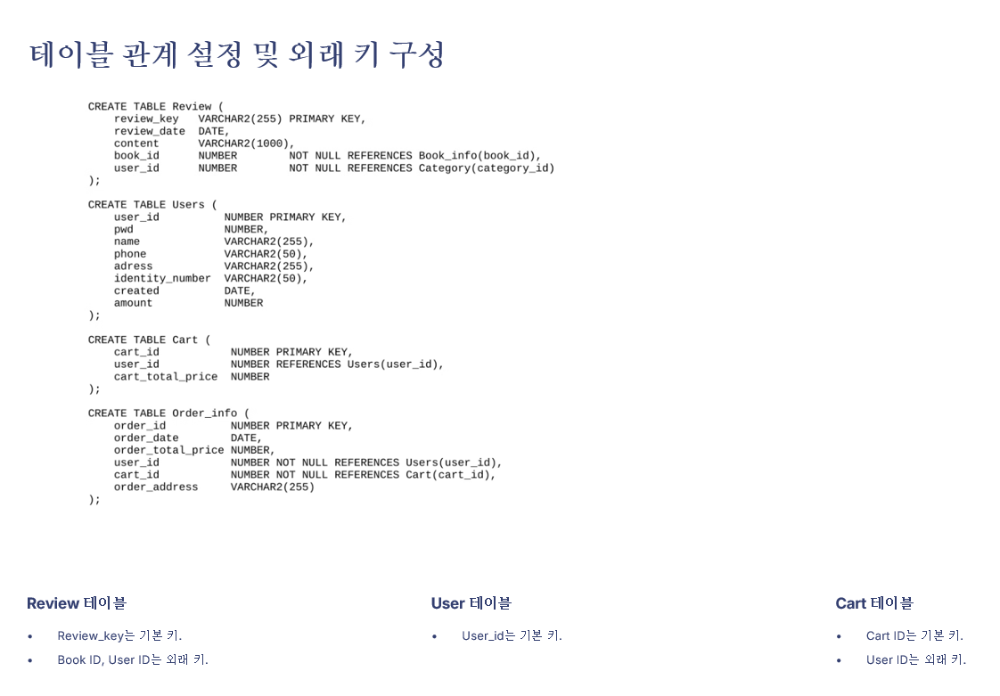 테이블 관계 설정 및 외래 키 구성
CREATE TABLE Review (
    review_key   VARCHAR2(255) PRIMARY KEY,
    review_date  DATE,
    content      VARCHAR2(1000),
    book_id      NUMBER        NOT NULL REFERENCES Book_info(book_id),
    user_id      NUMBER        NOT NULL REFERENCES Category(category_id)
);
CREATE TABLE Users (
    user_id          NUMBER PRIMARY KEY,
    pwd              NUMBER,
    name             VARCHAR2(255),
    phone            VARCHAR2(50),
    adress           VARCHAR2(255),
    identity_number  VARCHAR2(50),
    created          DATE,
    amount           NUMBER
);
CREATE TABLE Cart (
    cart_id           NUMBER PRIMARY KEY,
    user_id           NUMBER REFERENCES Users(user_id),
    cart_total_price  NUMBER
);
CREATE TABLE Order_info (
    order_id          NUMBER PRIMARY KEY,
    order_date        DATE,
    order_total_price NUMBER,
    user_id           NUMBER NOT NULL REFERENCES Users(user_id),
    cart_id           NUMBER NOT NULL REFERENCES Cart(cart_id),
    order_address     VARCHAR2(255)
);
Review 테이블
• Review_key는 기본 키.
• Book ID, User ID는 외래 키.
User 테이블
• User_id는 기본 키.
Cart 테이블
• Cart ID는 기본 키.
• User ID는 외래 키.